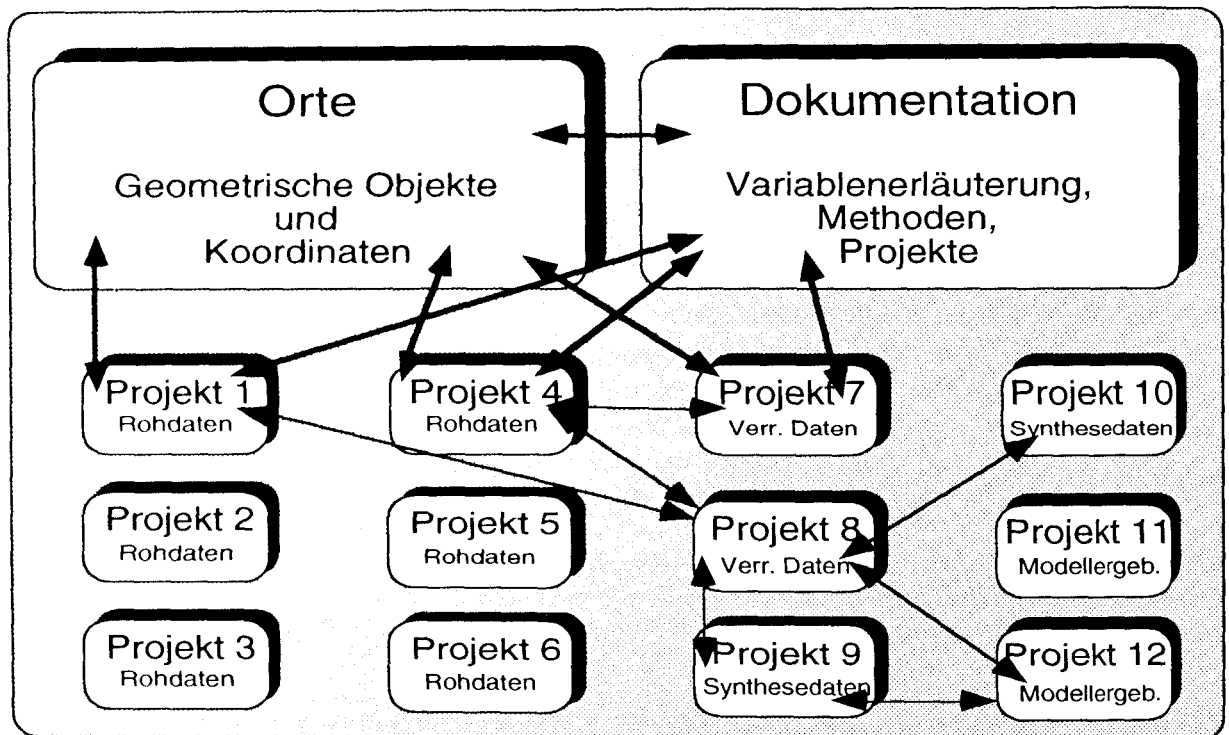 Orte
Geometrische Objekte
und
Koordinaten
Dokumentation
Variablenerläuterung,
Methoden,
Projekte
Projekt 1
Rohdaten
Projekt 4
Rohdaten
Projekt 7
Verr. Daten
Projekt 10
Synthesedaten
Projekt 2
Rohdaten
Projekt 5
Rohdaten
Projekt 8
Verr. Daten
Projekt 11
Modellergeb.
Projekt 3
Rohdaten
Projekt 6
Rohdaten
Projekt 9
Synthesedaten
Projekt 12
Modellergeb.